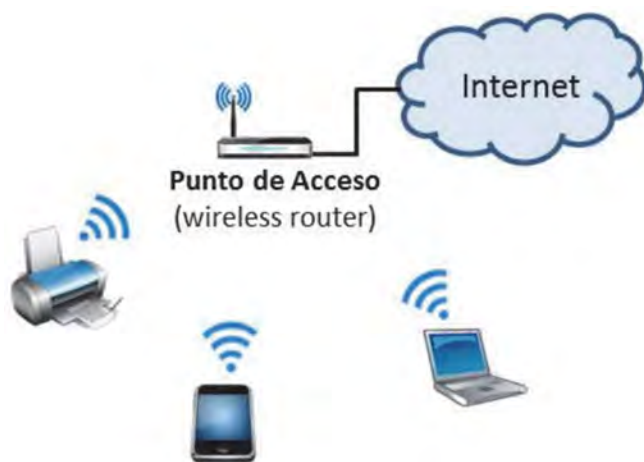 Internet
Punto de Acceso
(wireless router)